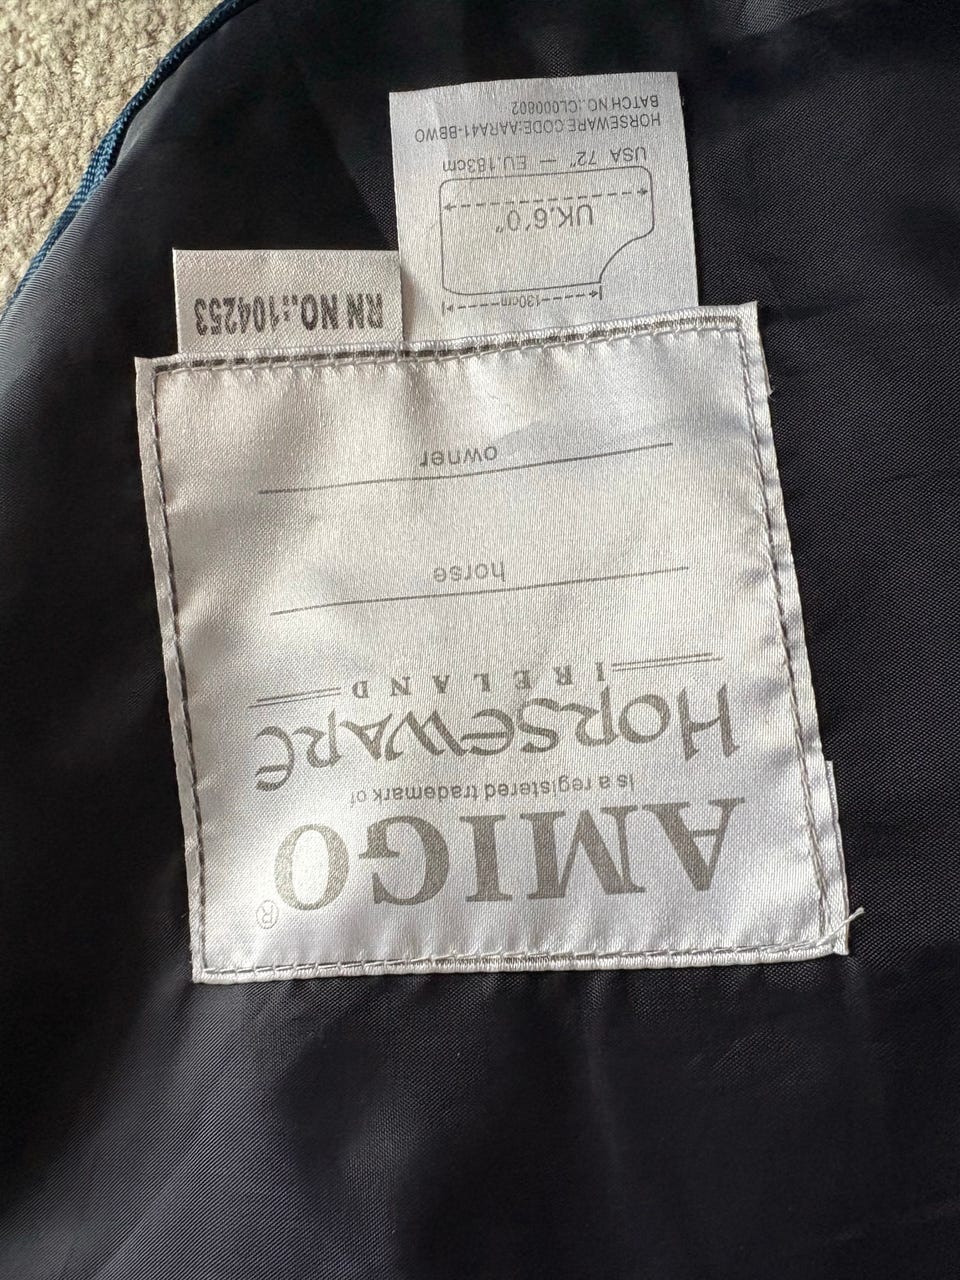 AMIGO®
is a registered trademark of
HORSEWARE
IRELAND
horse
owner
RN NO.:104253
130cm
UK.6'0"
USA 72" — EU.183cm
HORSEWARE CODE:AARA41-BBWO
BATCH NO.:CL000802